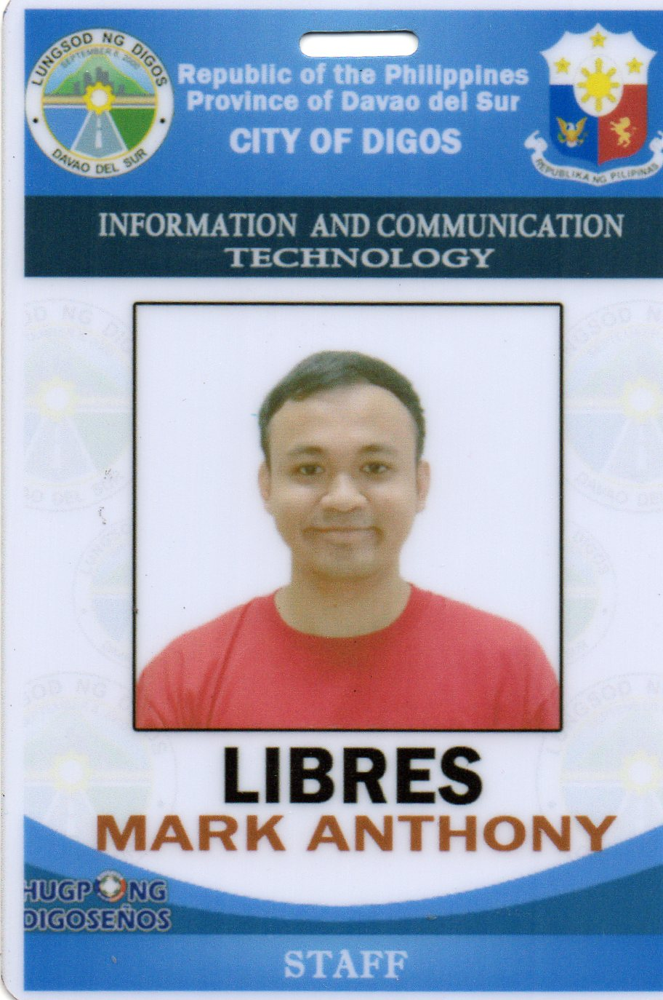 LUNGSOD NG DIGOS
SEPTEMBER 8, 2000
DAVAO DEL SUR
Republic of the Philippines
Province of Davao del Sur
CITY OF DIGOS
REPUBLIKA NG PILIPINAS
INFORMATION AND COMMUNICATION
TECHNOLOGY
LIBRES
MARK ANTHONY
HUGPONG
DIGOSEÑOS
STAFF